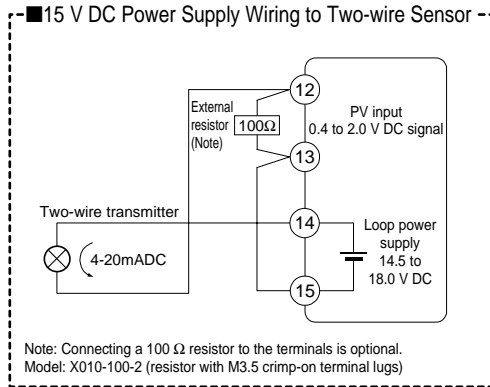 ■15 V DC Power Supply Wiring to Two-wire Sensor
12
External
resistor
(Note)
100Ω
PV input
0.4 to 2.0 V DC signal
13
Two-wire transmitter
14
4-20mADC
Loop power
supply
14.5 to
18.0 V DC
15
Note: Connecting a 100 Ω resistor to the terminals is optional.
Model: X010-100-2 (resistor with M3.5 crimp-on terminal lugs)